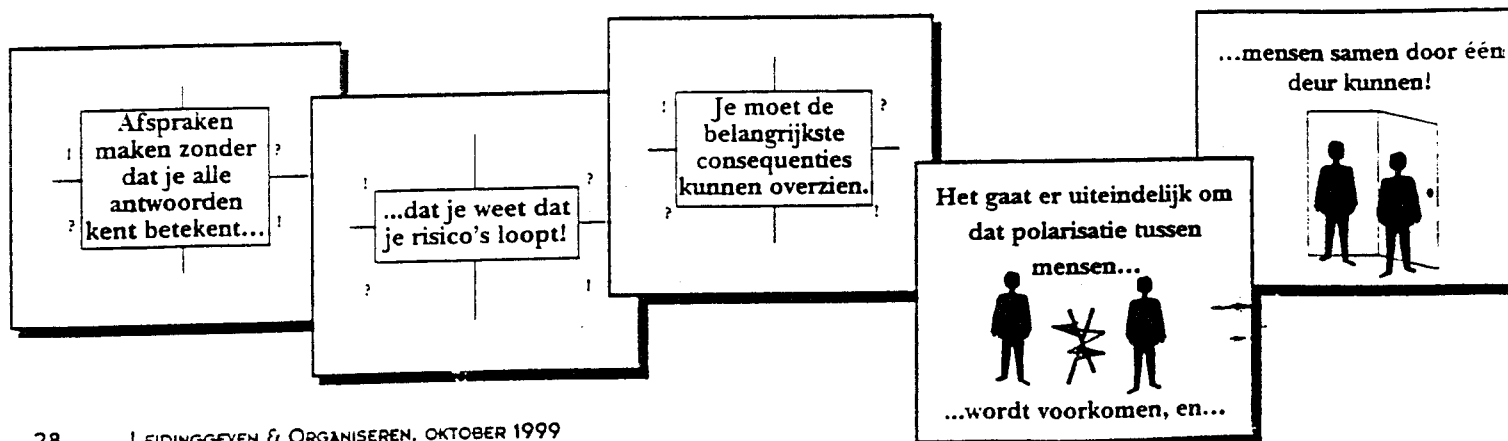 Afspraken
maken zonder
dat je alle
antwoorden
kent betekent...
!
?
?
!
...dat je weet dat
je risico's loopt!
!
?
?
!
Je moet de
belangrijkste
consequenties
kunnen overzien.
!
?
?
!
Het gaat er uiteindelijk om
dat polarisatie tussen
mensen...
...wordt voorkomen, en...
...mensen samen door één
deur kunnen!
28 LEIDINGGEVEN & ORGANISEREN, OKTOBER 1999